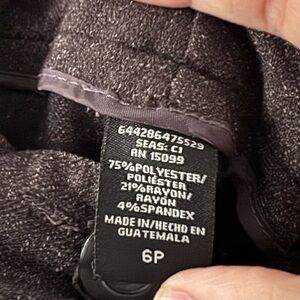 644286475529
SEAS: C1
RN 15099
75%POLYESTER/
POLIÉSTER
21%RAYON/
RAYÓN
4%SPANDEX
MADE IN/HECHO EN
GUATEMALA
6P